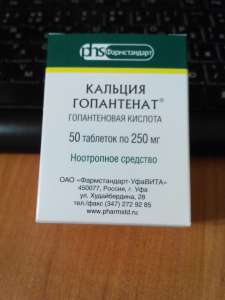 phs Фармстандарт
КАЛЬЦИЯ
ГОПАНТЕНАТ®
ГОПАНТЕНОВАЯ КИСЛОТА
50 таблеток по 250 мг
Ноотропное средство
ОАО «Фармстандарт-УфаВИТА»
450077, Россия, г. Уфа
ул. Худайбердина, 28
тел./факс (347) 272 92 85
www.pharmstd.ru